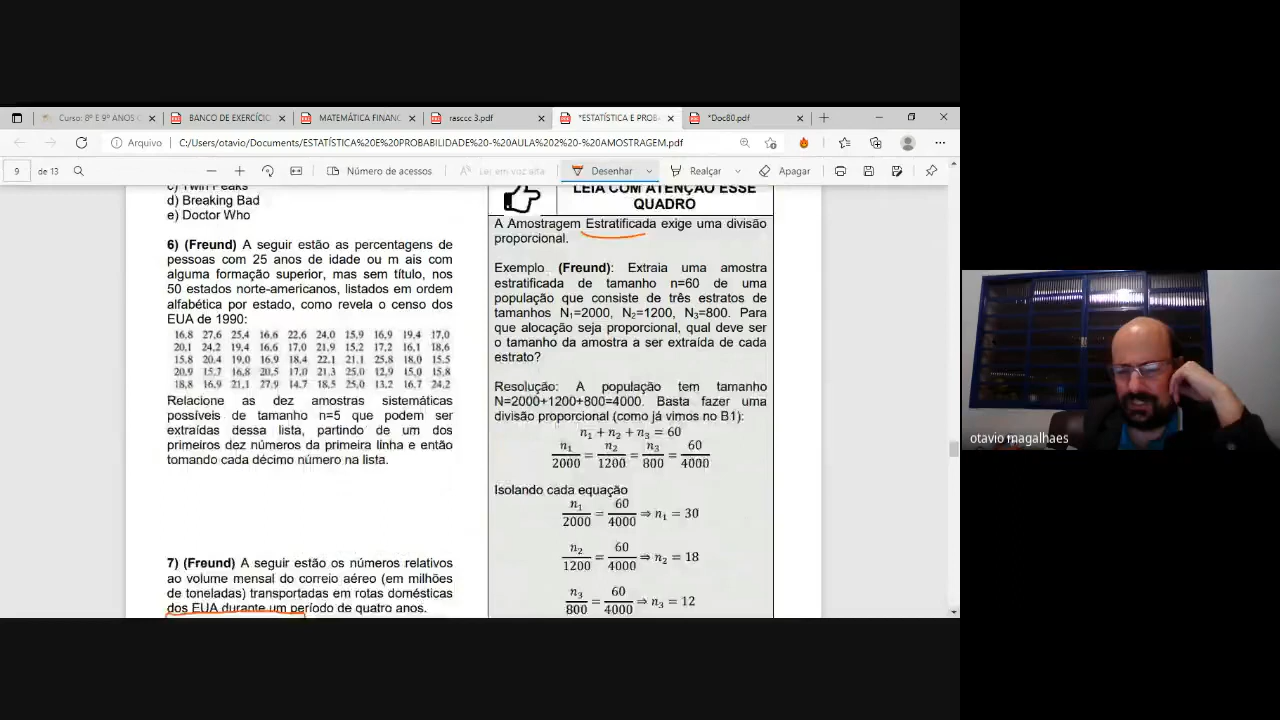 Curso: 8º E 9º ANOS (
BANCO DE EXERCÍCIO
MATEMÁTICA FINANC
rasccc 3.pdf
*ESTATÍSTICA E PROB
*Doc80.pdf
Arquivo
C:/Users/otavio/Documents/ESTATÍSTICA%20E%20PROBABILIDADE%20-%20AULA%202%20-%20AMOSTRAGEM.pdf
9
de 13
Número de acessos
Ler em voz alta
Desenhar
Realçar
Apagar
c) Twin Peaks
d) Breaking Bad
e) Doctor Who
6) (Freund) A seguir estão as percentagens de
pessoas com 25 anos de idade ou m ais com
alguma formação superior, mas sem título, nos
50 estados norte-americanos, listados em ordem
alfabética por estado, como revela o censo dos
EUA de 1990:
16,8 27,6 25,4 16,6 22,6 24,0 15,9 16,9 19,4 17,0
20,1 24,2 19,4 16,6 17,0 21,9 15,2 17,2 16,1 18,6
15,8 20,4 19,0 16,9 18,4 22,1 21,1 25,8 18,0 15,5
20,9 15,7 16,8 20,5 17,0 21,3 25,0 12,9 15,0 15,8
18,8 16,9 21,1 27,9 14,7 18,5 25,0 13,2 16,7 24,2
Relacione as dez amostras sistemáticas
possíveis de tamanho n=5 que podem ser
extraídas dessa lista, partindo de um dos
primeiros dez números da primeira linha e então
tomando cada décimo número na lista.
7) (Freund) A seguir estão os números relativos
ao volume mensal do correio aéreo (em milhões
de toneladas) transportadas em rotas domésticas
dos EUA durante um período de quatro anos.
LEIA COM ATENÇÃO ESSE
QUADRO
A Amostragem Estratificada exige uma divisão
proporcional.
Exemplo (Freund): Extraia uma amostra
estratificada de tamanho n=60 de uma
população que consiste de três estratos de
tamanhos N₁=2000, N₂=1200, N₃=800. Para
que alocação seja proporcional, qual deve ser
o tamanho da amostra a ser extraída de cada
estrato?
Resolução: A população tem tamanho
N=2000+1200+800=4000. Basta fazer uma
divisão proporcional (como já vimos no B1):
n₁ + n₂ + n₃ = 60
n₁/2000 = n₂/1200 = n₃/800 = 60/4000
Isolando cada equação
n₁/2000 = 60/4000 ⇒ n₁ = 30
n₂/1200 = 60/4000 ⇒ n₂ = 18
n₃/800 = 60/4000 ⇒ n₃ = 12
otavio magalhaes